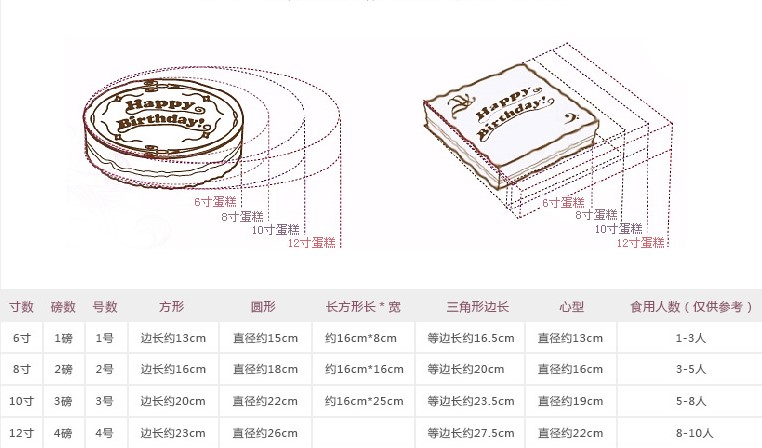 Happy
Birthday!
Happy
Birthday!
6寸蛋糕
8寸蛋糕
10寸蛋糕
12寸蛋糕
6寸蛋糕
8寸蛋糕
10寸蛋糕
12寸蛋糕
寸数 磅数 号数 方形 圆形 长方形长 * 宽 三角形边长 心型 食用人数（仅供参考）
6寸 1磅 1号 边长约13cm 直径约15cm 约16cm*8cm 等边长约16.5cm 直径约13cm 1-3人
8寸 2磅 2号 边长约16cm 直径约18cm 约16cm*16cm 等边长约20cm 直径约16cm 3-5人
10寸 3磅 3号 边长约20cm 直径约22cm 约16cm*25cm 等边长约23.5cm 直径约19cm 5-8人
12寸 4磅 4号 边长约23cm 直径约26cm 等边长约27.5cm 直径约22cm 8-10人